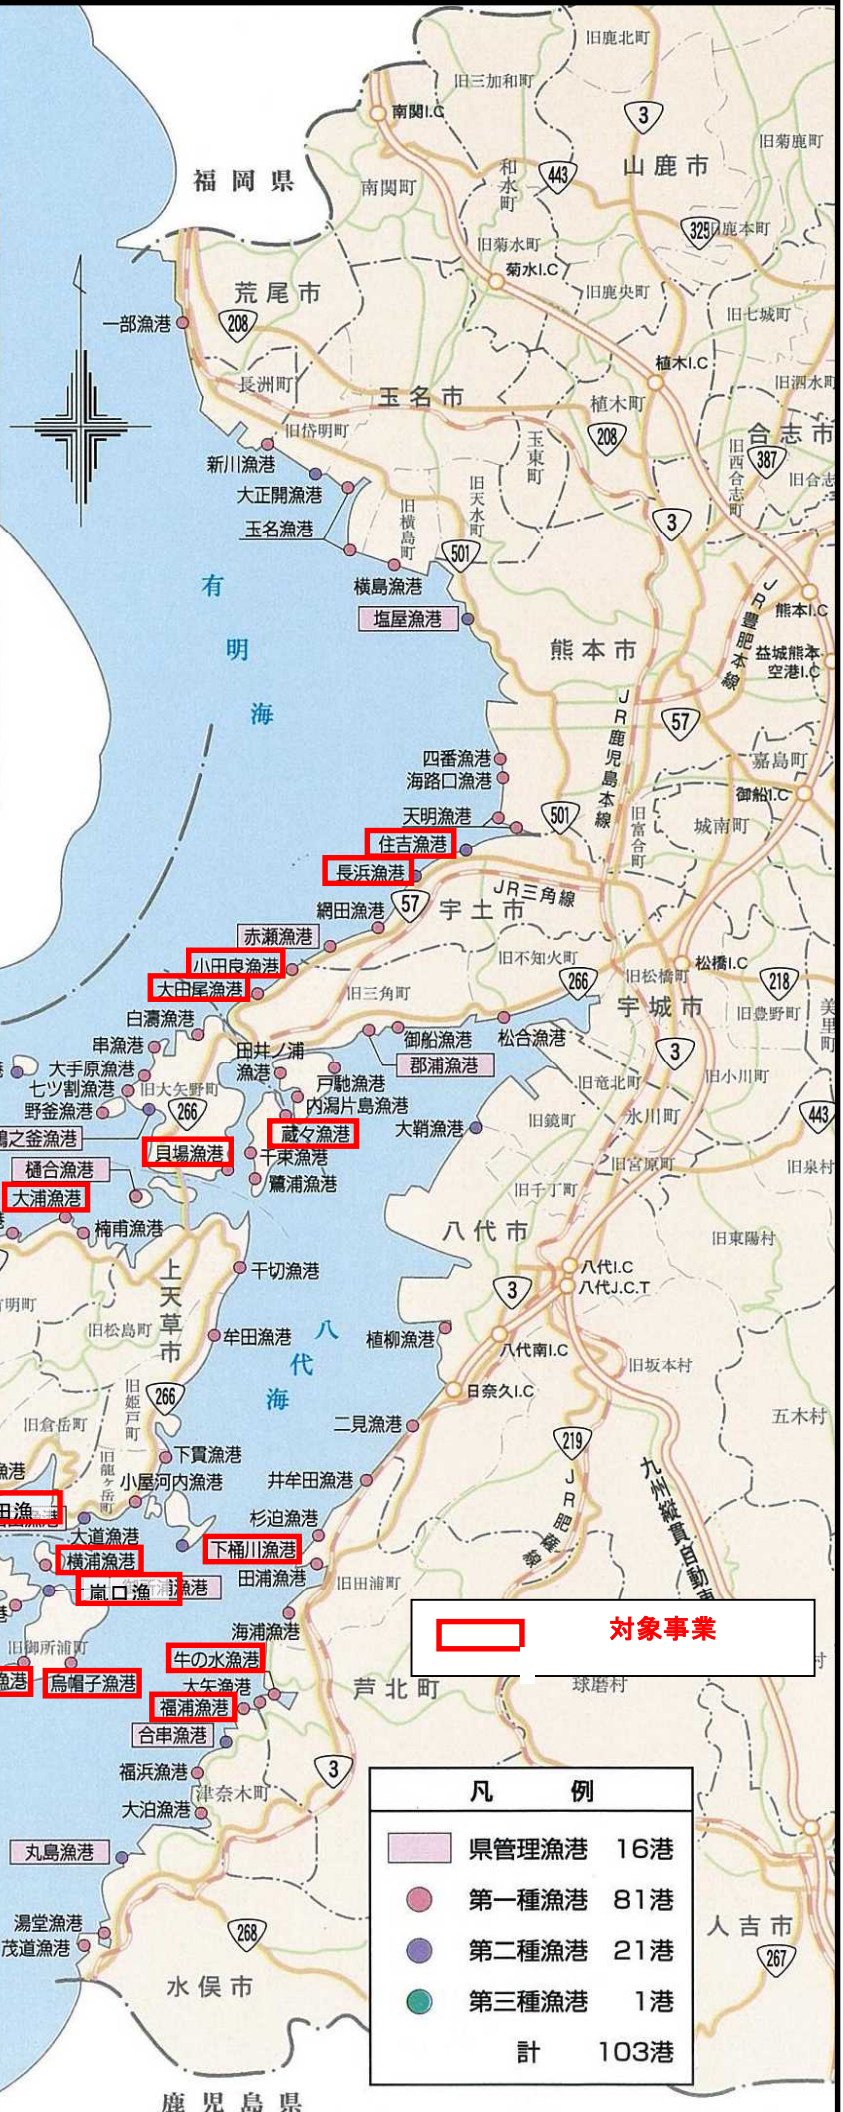 旧鹿北町
旧三加和町
南関I.C
3
旧菊鹿町
福岡県
南関町
和水町
443
山鹿市
325
旧鹿本町
旧菊水町
菊水I.C
荒尾市
旧鹿央町
旧七城町
一部漁港
208
植木I.C
長洲町
玉名市
植木町
旧泗水町
旧岱明町
208
合志市
玉東町
旧西合志町
387
新川漁港
旧合志
大正開漁港
旧天水町
旧横島町
玉名漁港
3
501
有明海
横島漁港
JR豊肥本線
熊本I.C
塩屋漁港
熊本市
益城熊本
空港I.C
JR鹿児島本線
57
四番漁港
嘉島町
海路口漁港
御船I.C
天明漁港
501
旧富合町
城南町
住吉漁港
長浜漁港
JR三角線
57
網田漁港
宇土市
赤瀬漁港
旧不知火町
小田良漁港
266
旧松橋町
松橋I.C
218
大田尾漁港
旧三角町
宇城市
旧豊野町
美里町
白濤漁港
串漁港
田井ノ浦
漁港
御船漁港
松合漁港
3
郡浦漁港
港
大手原漁港
戸馳漁港
七ツ割漁港
旧大矢野町
旧竜北町
旧小川町
野釜漁港
266
内潟片島漁港
443
之釜漁港
蔵々漁港
大鞘漁港
旧鏡町
氷川町
貝場漁港
千束漁港
旧宮原町
旧泉村
樋合漁港
鷺浦漁港
旧千丁町
大浦漁港
楠甫漁港
八代市
旧東陽村
干切漁港
八代I.C
八代J.C.T
上天草市
3
明町
旧松島町
牟田漁港
八代海
植柳漁港
八代南I.C
旧坂本村
旧姫戸町
266
日奈久I.C
旧倉岳町
二見漁港
五木村
219
下貫漁港
漁港
旧龍ヶ岳町
小屋河内漁港
井牟田漁港
JR肥薩線
九州縦貫自動車
田漁
大道漁港
杉迫漁港
下桶川漁港
横浦漁港
田浦漁港
旧田浦町
嵐口漁
御所浦漁港
港
対象事業
海浦漁港
旧御所浦町
牛の水漁港
漁港
烏帽子漁港
大矢漁港
芦北町
球磨村
村
福浦漁港
合串漁港
福浜漁港
3
津奈木町
大泊漁港
凡 例
県管理漁港 16港
丸島漁港
第一種漁港 81港
湯堂漁港
268
人吉市
茂道漁港
第二種漁港 21港
267
水俣市
第三種漁港 1港
計 103港
鹿児島県